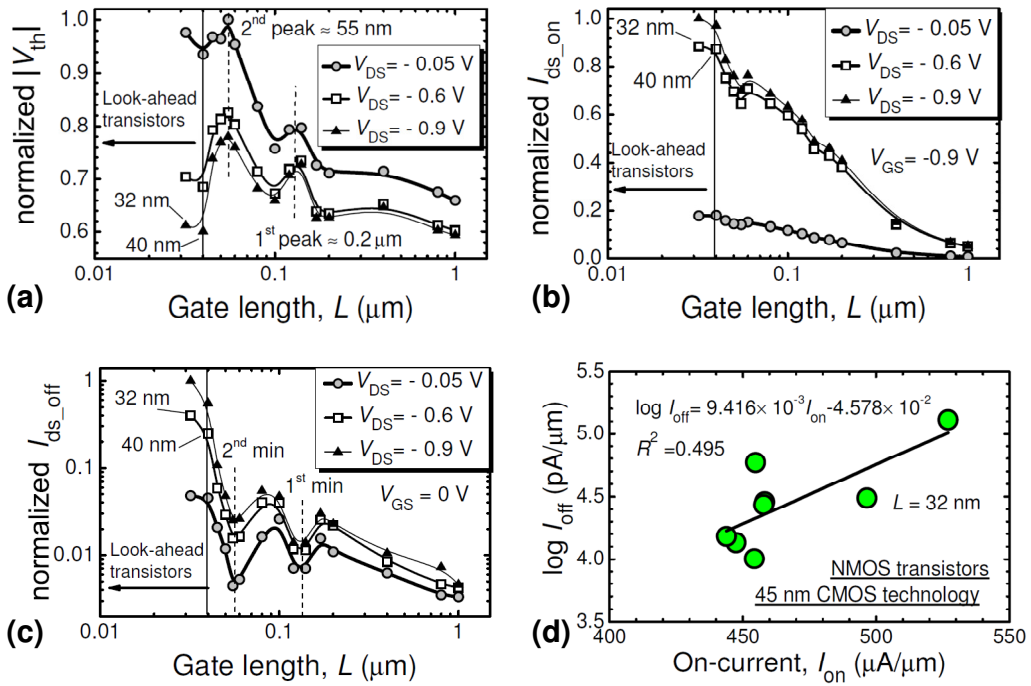 normalized |Vth|
1.0
0.9
0.8
0.7
0.6
2nd peak ≈ 55 nm
VDS= - 0.05 V
VDS= - 0.6 V
VDS= - 0.9 V
Look-ahead
transistors
32 nm
40 nm
1st peak ≈ 0.2 μm
0.01
0.1
1
Gate length, L (μm)
(a)
normalized Ids_on
1.0
0.8
0.6
0.4
0.2
0.0
32 nm
40 nm
VDS= - 0.05 V
VDS= - 0.6 V
VDS= - 0.9 V
Look-ahead
transistors
VGS= -0.9 V
0.01
0.1
1
Gate length, L (μm)
(b)
normalized Ids_off
1
0.1
0.01
32 nm
40 nm
2nd min
1st min
VDS= - 0.05 V
VDS= - 0.6 V
VDS= - 0.9 V
VGS = 0 V
Look-ahead
transistors
0.01
0.1
1
Gate length, L (μm)
(c)
log Ioff (pA/μm)
5.5
5.0
4.5
4.0
3.5
log Ioff= 9.416× 10-3Ion-4.578× 10-2
R2 =0.495
L = 32 nm
NMOS transistors
45 nm CMOS technology
400
450
500
550
On-current, Ion (μA/μm)
(d)